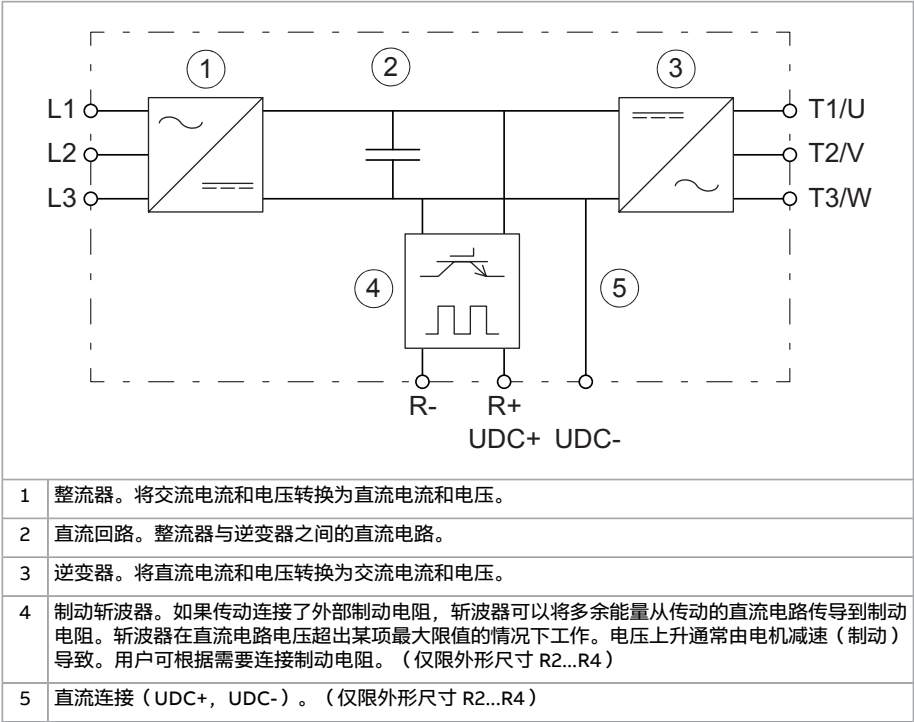 1
2
3
L1
T1/U
L2
T2/V
L3
T3/W
4
5
R-
R+
UDC+ UDC-
1 整流器。将交流电流和电压转换为直流电流和电压。
2 直流回路。整流器与逆变器之间的直流电路。
3 逆变器。将直流电流和电压转换为交流电流和电压。
4 制动斩波器。如果传动连接了外部制动电阻，斩波器可以将多余能量从传动的直流电路传导到制动
电阻。斩波器在直流电路电压超出某项最大限值的情况下工作。电压上升通常由电机减速（制动）
导致。用户可根据需要连接制动电阻。（仅限外形尺寸 R2...R4）
5 直流连接（UDC+，UDC-）。（仅限外形尺寸 R2...R4）